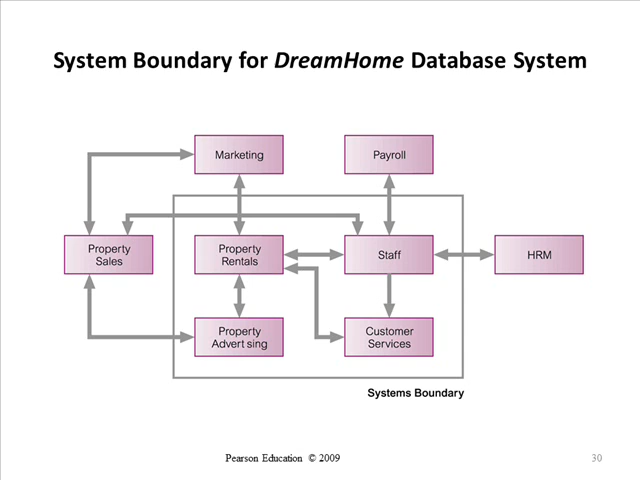 System Boundary for DreamHome Database System
Marketing
Payroll
Property
Sales
Property
Rentals
Staff
HRM
Property
Advert sing
Customer
Services
Systems Boundary
Pearson Education © 2009
30